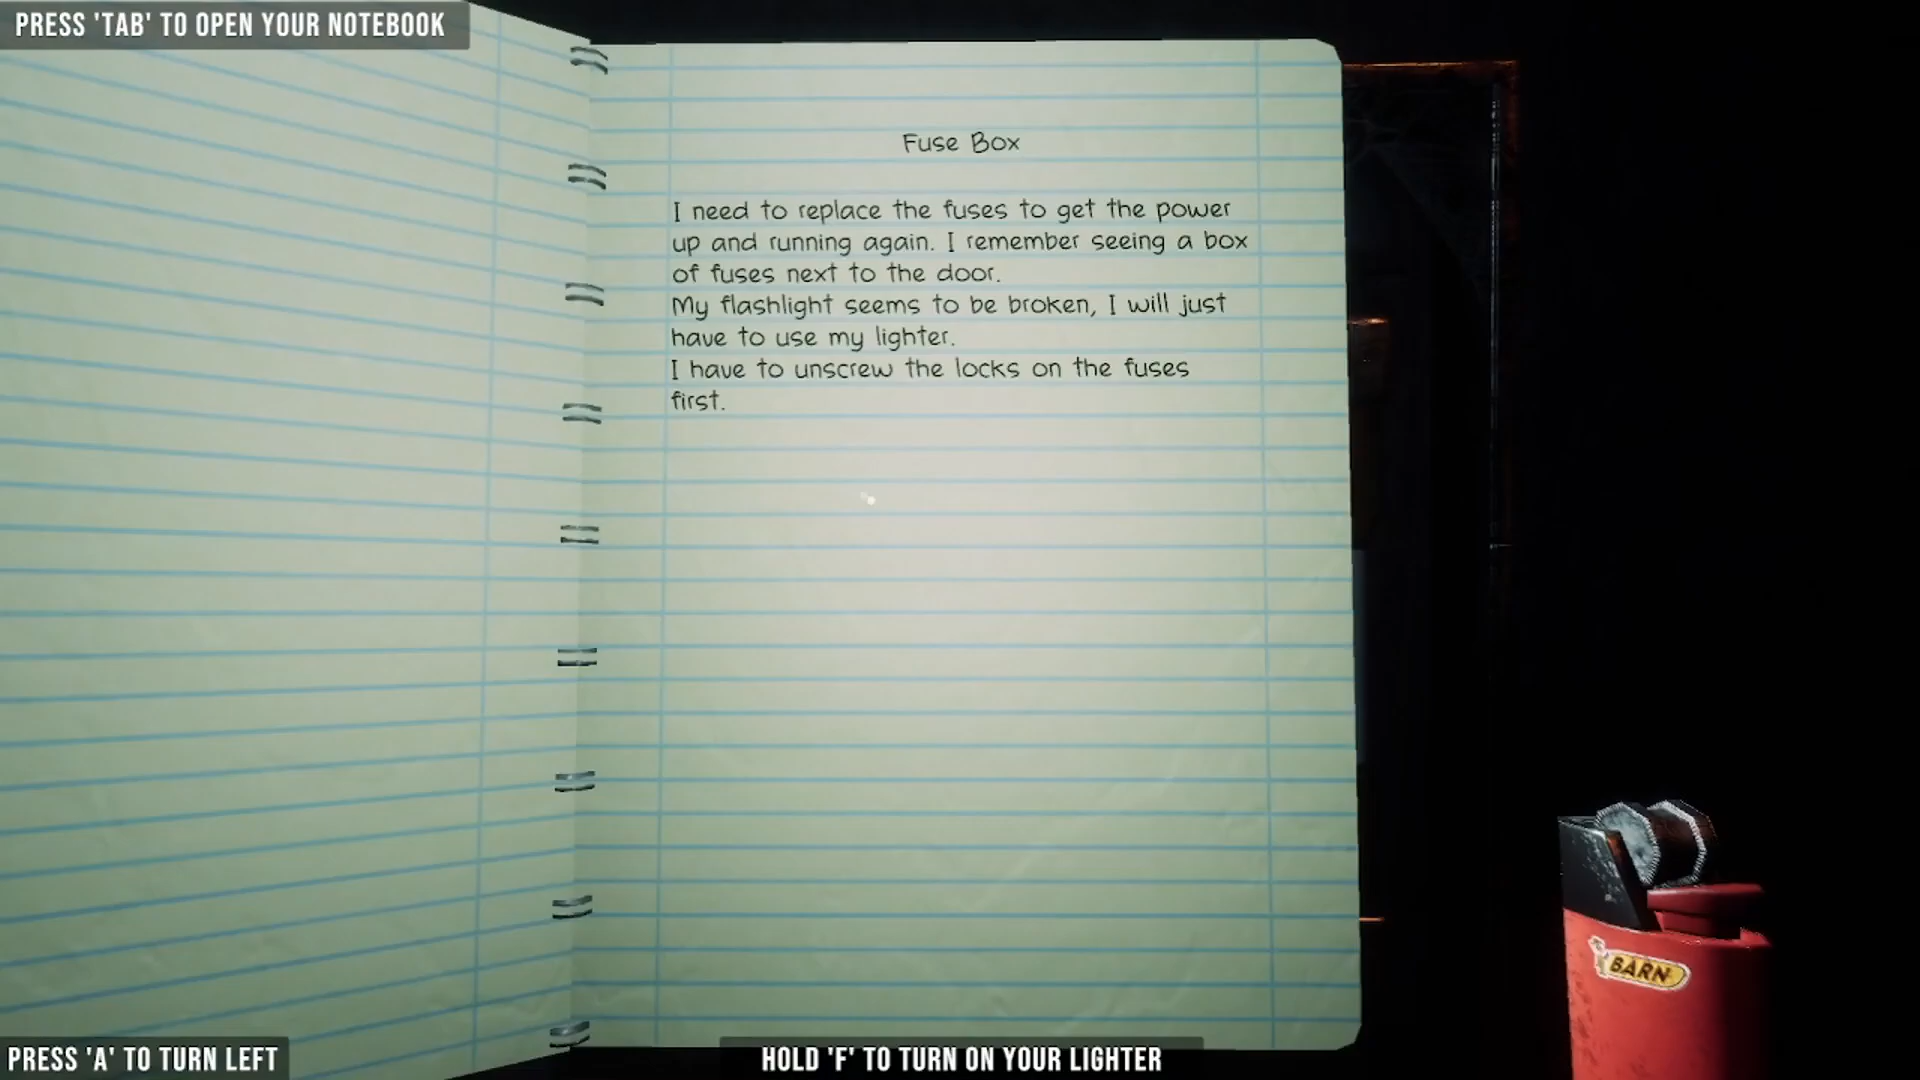 PRESS 'TAB' TO OPEN YOUR NOTEBOOK
Fuse Box
I need to replace the fuses to get the power
up and running again. I remember seeing a box
of fuses next to the door.
My flashlight seems to be broken, I will just
have to use my lighter.
I have to unscrew the locks on the fuses
first.
BARN
PRESS 'A' TO TURN LEFT
HOLD 'F' TO TURN ON YOUR LIGHTER